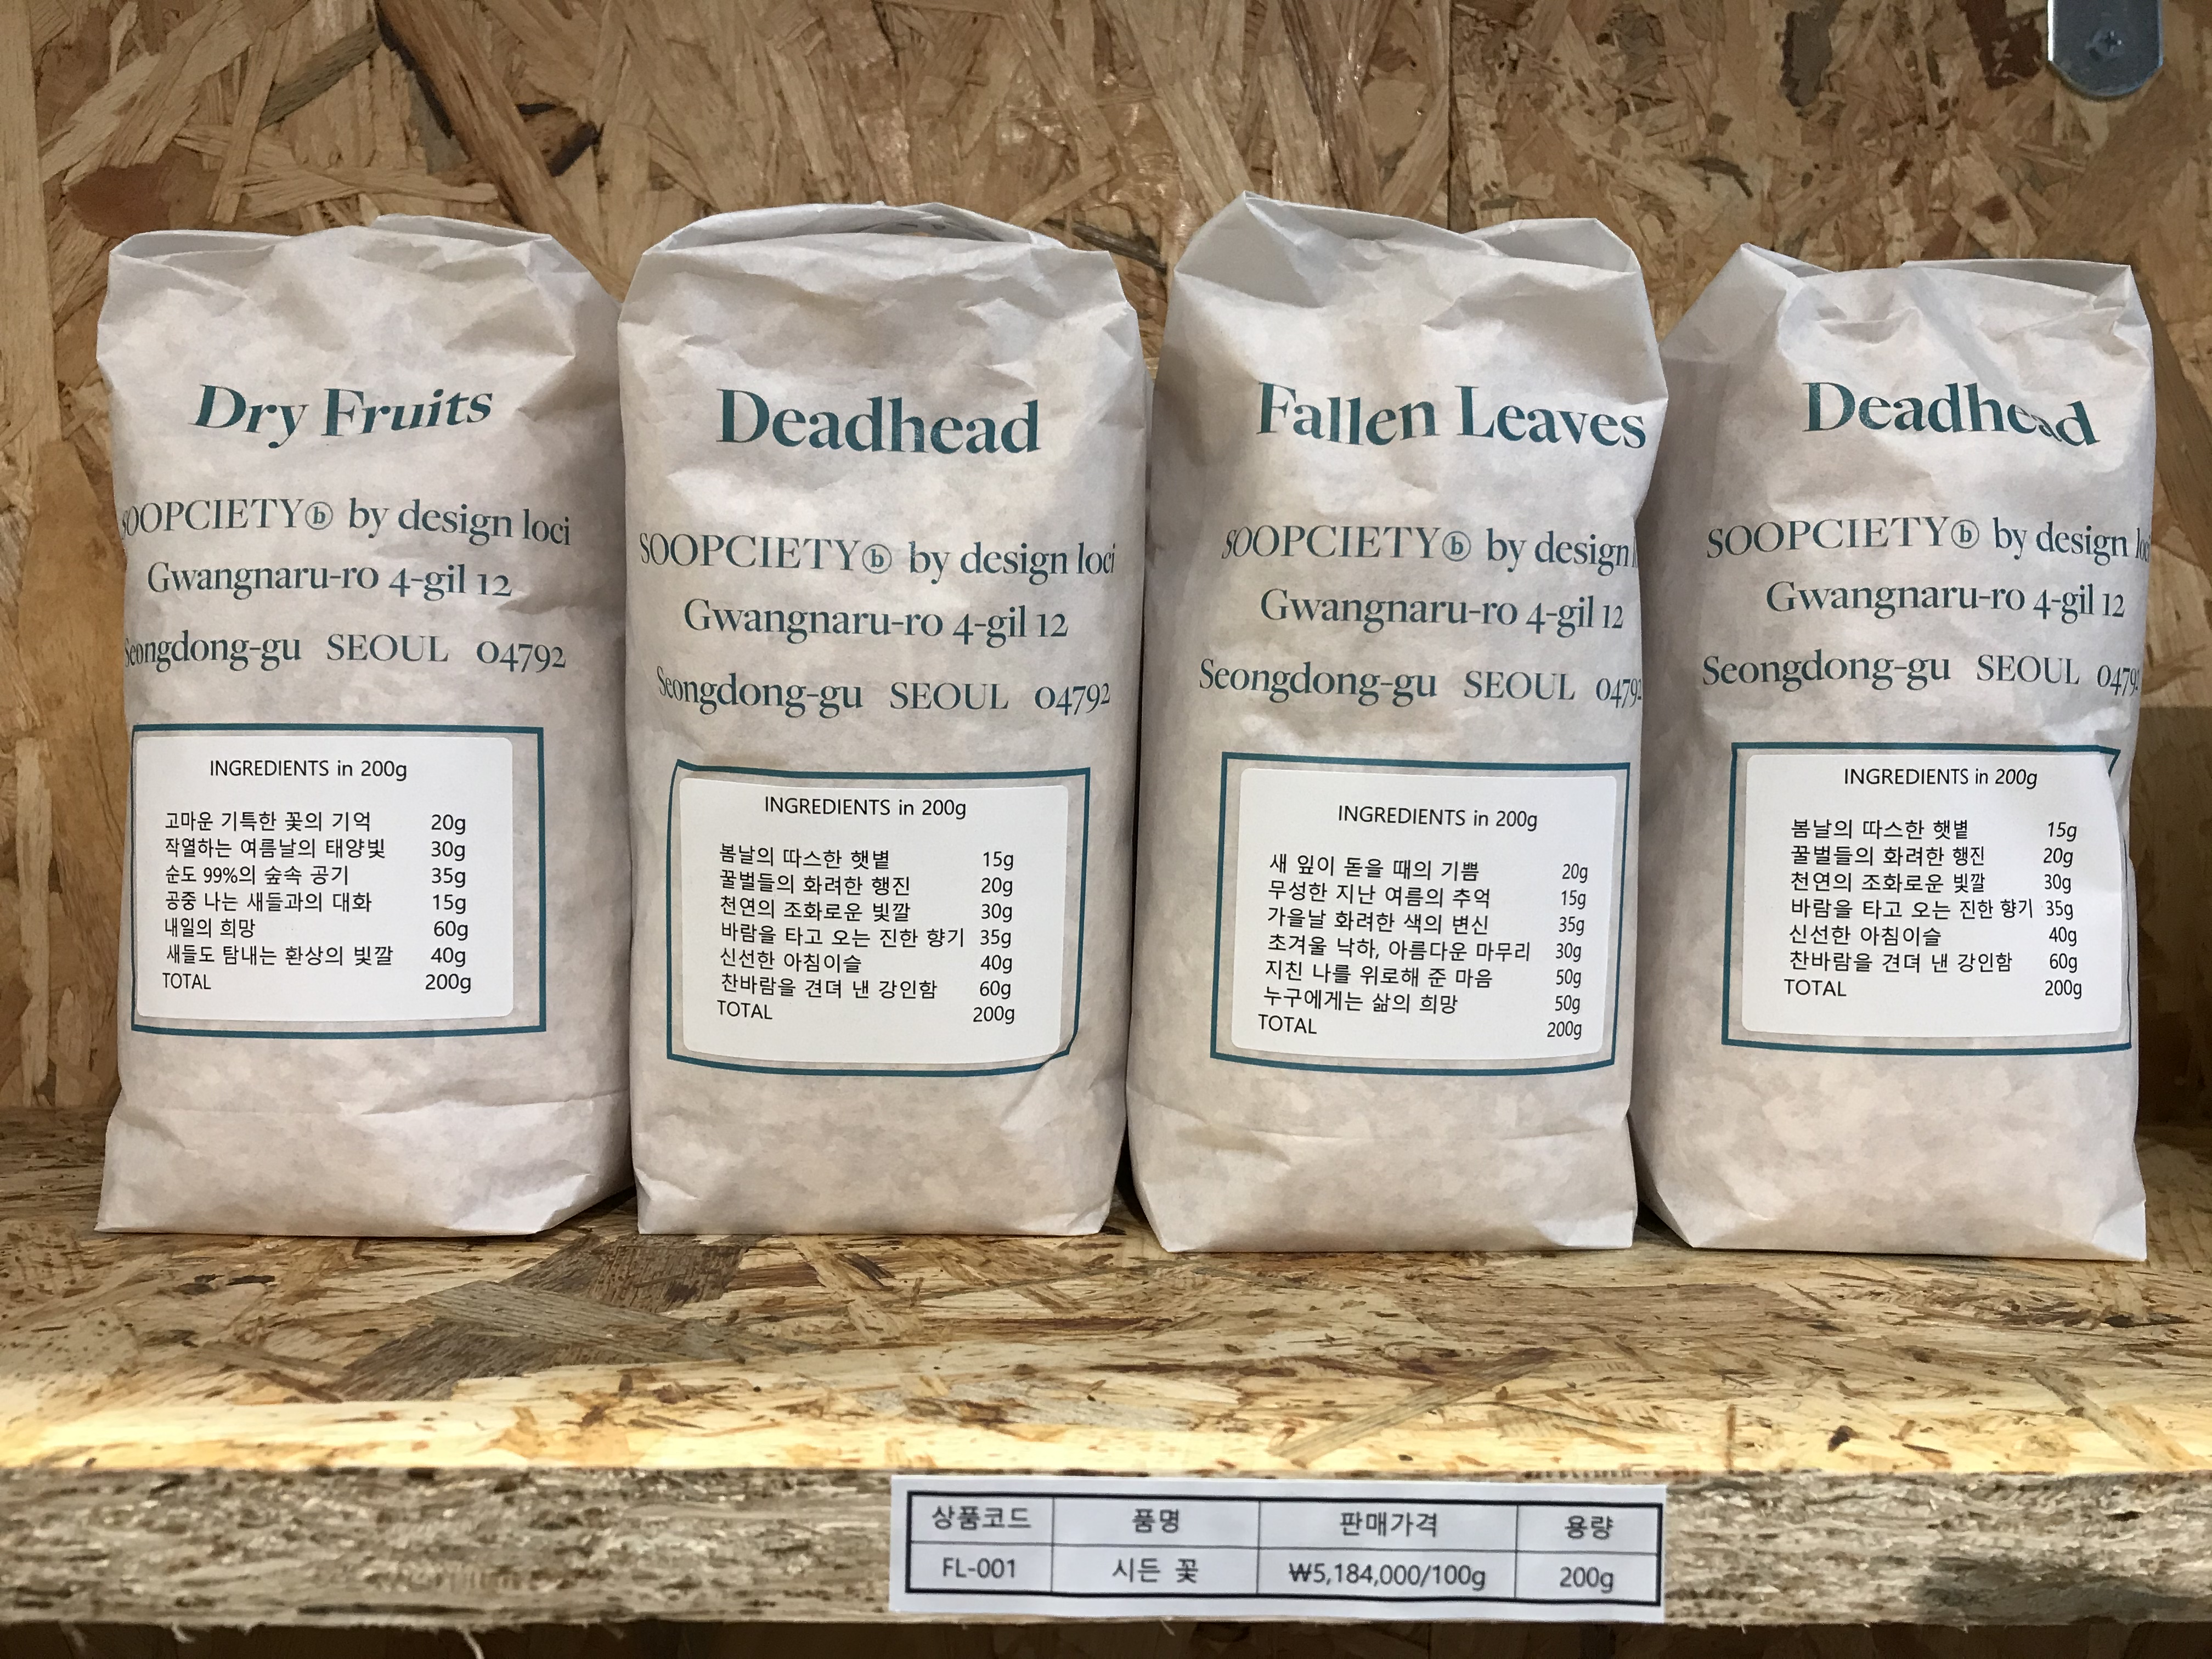 Dry Fruits
SOOPCIETYⓑ by design loci
Gwangnaru-ro 4-gil 12
Seongdong-gu SEOUL 04792
INGREDIENTS in 200g
고마운 기특한 꽃의 기억 20g
작열하는 여름날의 태양빛 30g
순도 99%의 숲속 공기 35g
공중 나는 새들과의 대화 15g
내일의 희망 60g
새들도 탐내는 환상의 빛깔 40g
TOTAL 200g
Deadhead
SOOPCIETYⓑ by design loci
Gwangnaru-ro 4-gil 12
Seongdong-gu SEOUL 04792
INGREDIENTS in 200g
봄날의 따스한 햇볕 15g
꿀벌들의 화려한 행진 20g
천연의 조화로운 빛깔 30g
바람을 타고 오는 진한 향기 35g
신선한 아침이슬 40g
찬바람을 견뎌 낸 강인함 60g
TOTAL 200g
Fallen Leaves
SOOPCIETYⓑ by design l
Gwangnaru-ro 4-gil 12
Seongdong-gu SEOUL 04792
INGREDIENTS in 200g
새 잎이 돋을 때의 기쁨 20g
무성한 지난 여름의 추억 15g
가을날 화려한 색의 변신 35g
초겨울 낙하, 아름다운 마무리 30g
지친 나를 위로해 준 마음 50g
누구에게는 삶의 희망 50g
TOTAL 200g
Deadhead
SOOPCIETYⓑ by design loci
Gwangnaru-ro 4-gil 12
Seongdong-gu SEOUL 04792
INGREDIENTS in 200g
봄날의 따스한 햇볕 15g
꿀벌들의 화려한 행진 20g
천연의 조화로운 빛깔 30g
바람을 타고 오는 진한 향기 35g
신선한 아침이슬 40g
찬바람을 견뎌 낸 강인함 60g
TOTAL 200g
상품코드 품명 판매가격 용량
FL-001 시든 꽃 ₩5,184,000/100g 200g